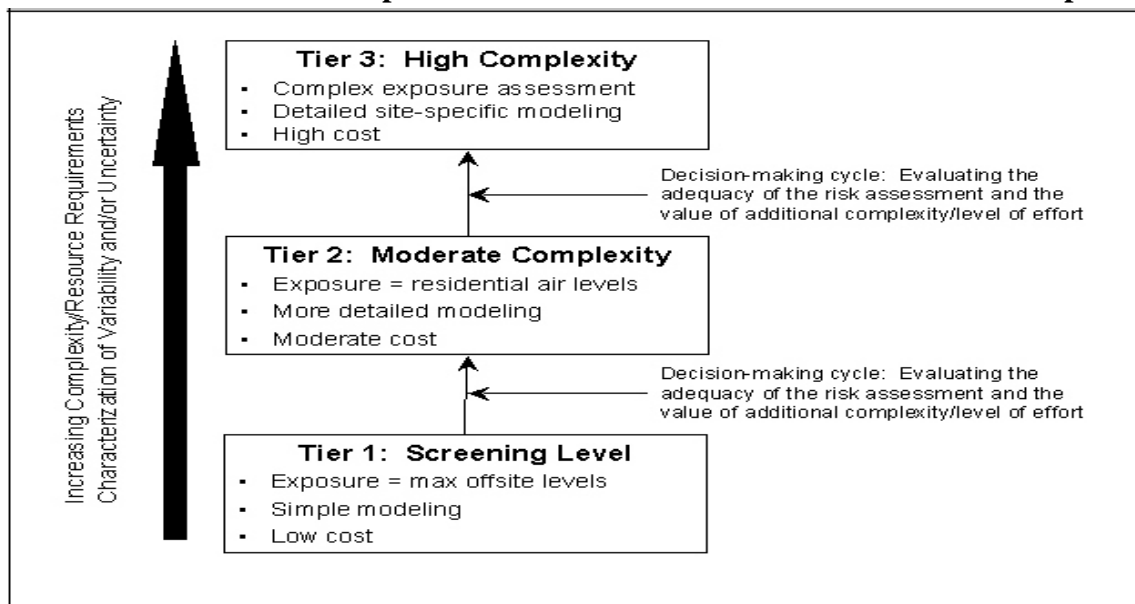 Tier 3: High Complexity
▪ Complex exposure assessment
▪ Detailed site-specific modeling
▪ High cost
Decision-making cycle: Evaluating the
adequacy of the risk assessment and the
value of additional complexity/level of effort
Tier 2: Moderate Complexity
▪ Exposure = residential air levels
▪ More detailed modeling
▪ Moderate cost
Decision-making cycle: Evaluating the
adequacy of the risk assessment and the
value of additional complexity/level of effort
Tier 1: Screening Level
▪ Exposure = max offsite levels
▪ Simple modeling
▪ Low cost
Increasing Complexity/Resource Requirements
Characterization of Variability and/or Uncertainty